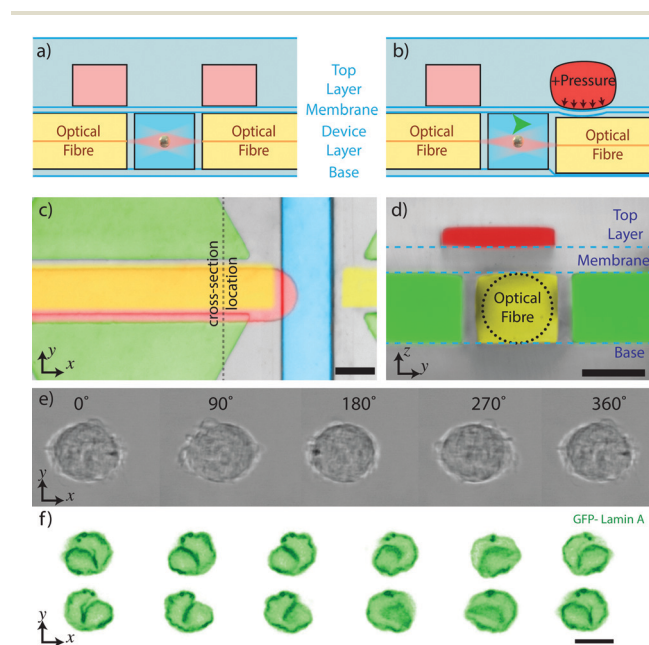 a)
b)
Top
Layer
Membrane
Device
Layer
Base
Optical
Fibre
Optical
Fibre
+Pressure
Optical
Fibre
Optical
Fibre
c)
cross-section
location
y
x
d)
Top
Layer
Membrane
Optical
Fibre
Base
z
y
e)
0˚
90˚
180˚
270˚
360˚
y
x
f)
GFP- Lamin A
y
x